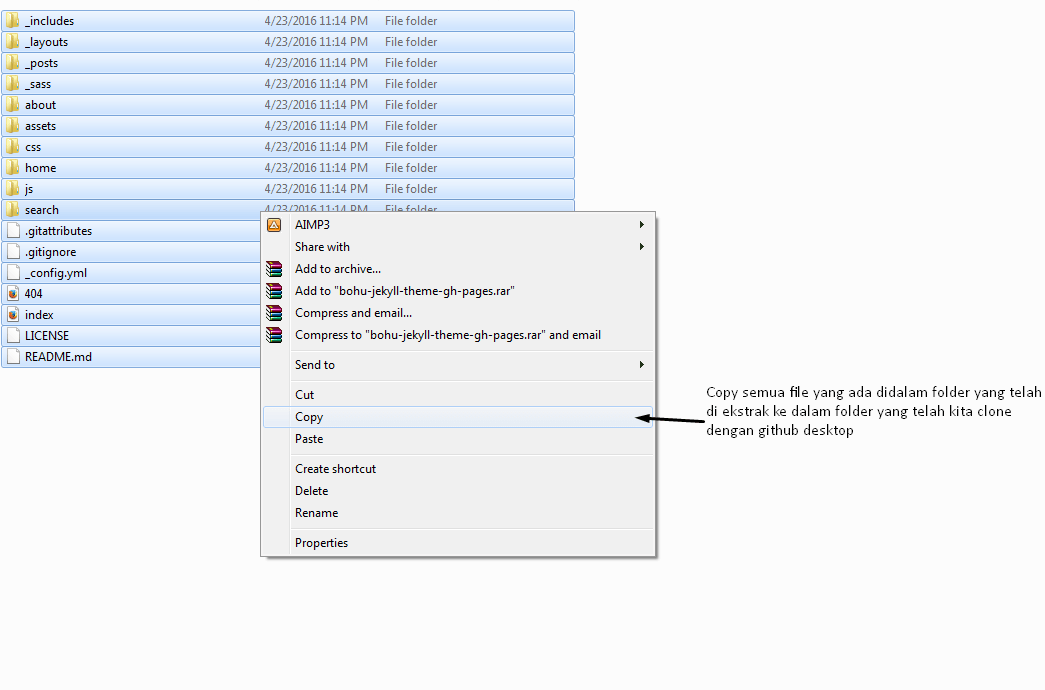 _includes 4/23/2016 11:14 PM File folder
_layouts 4/23/2016 11:14 PM File folder
_posts 4/23/2016 11:14 PM File folder
_sass 4/23/2016 11:14 PM File folder
about 4/23/2016 11:14 PM File folder
assets 4/23/2016 11:14 PM File folder
css 4/23/2016 11:14 PM File folder
home 4/23/2016 11:14 PM File folder
js 4/23/2016 11:14 PM File folder
search 4/23/2016 11:14 PM File folder
.gitattributes
.gitignore
_config.yml
404
index
LICENSE
README.md
AIMP3
Share with
Add to archive...
Add to "bohu-jekyll-theme-gh-pages.rar"
Compress and email...
Compress to "bohu-jekyll-theme-gh-pages.rar" and email
Send to
Cut
Copy
Paste
Create shortcut
Delete
Rename
Properties
Copy semua file yang ada didalam folder yang telah
di ekstrak ke dalam folder yang telah kita clone
dengan github desktop